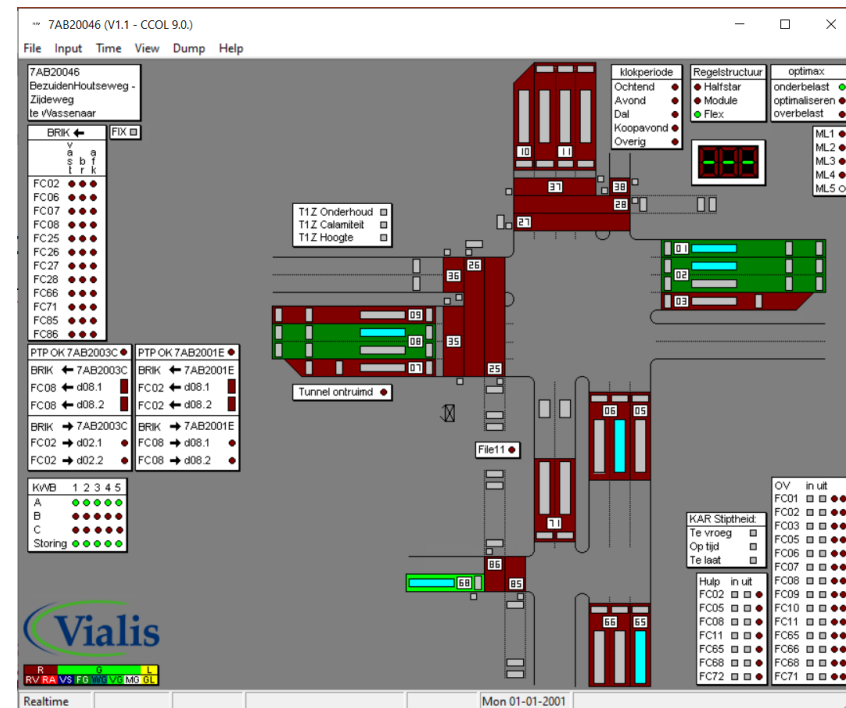 7AB20046 (V1.1 - CCOL 9.0.)
File Input Time View Dump Help
7AB20046
BezuidenHoutseweg -
Zijdeweg
te Wassenaar
BRIK ← FIX
vast br afk
FC02
FC06
FC07
FC08
FC25
FC26
FC27
FC28
FC66
FC71
FC85
FC86
PTP OK 7AB2003C
BRIK ← 7AB2003C
FC08 ← d08.1
FC08 ← d08.2
BRIK → 7AB2003C
FC02 → d02.1
FC02 → d02.2
PTP OK 7AB2001E
BRIK ← 7AB2001E
FC02 ← d08.1
FC02 ← d08.2
BRIK → 7AB2001E
FC08 → d08.1
FC08 → d08.2
KWB 1 2 3 4 5
A
B
C
Storing
Vialis
R G L
RV RA VS FG WG VG MG GL
Realtime
Mon 01-01-2001
T1Z Onderhoud
T1Z Calamiteit
T1Z Hoogte
Tunnel ontruimd
File11
10 11
37 38
28
27
26
36
35
25
09
08
07
01
02
03
06 05
71
86
85
68
66 65
klokperiode
Ochtend
Avond
Dal
Koopavond
Overig
Regelstructuur
Halfstar
Module
Flex
optimax
onderbelast
optimaliseren
overbelast
ML1
ML2
ML3
ML4
ML5
KAR Stiptheid:
Te vroeg
Op tijd
Te laat
Hulp in uit
FC02
FC05
FC08
FC11
FC65
FC68
FC72
OV in uit
FC01
FC02
FC03
FC05
FC06
FC07
FC08
FC09
FC10
FC11
FC65
FC66
FC68
FC71